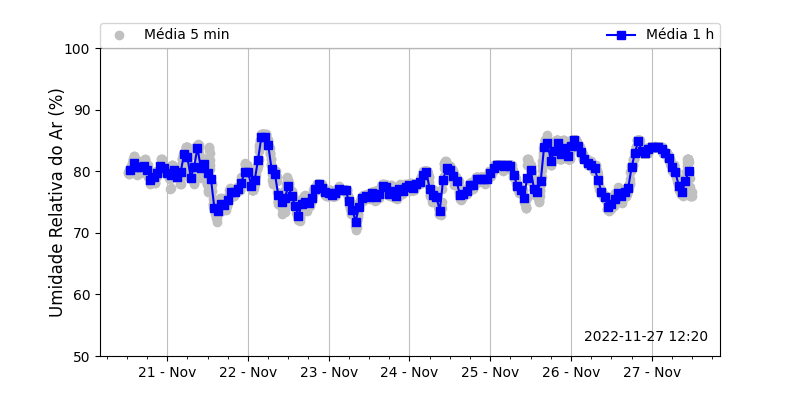 Média 5 min Média 1 h
Umidade Relativa do Ar (%)
100
90
80
70
60
50
2022-11-27 12:20
21 - Nov 22 - Nov 23 - Nov 24 - Nov 25 - Nov 26 - Nov 27 - Nov